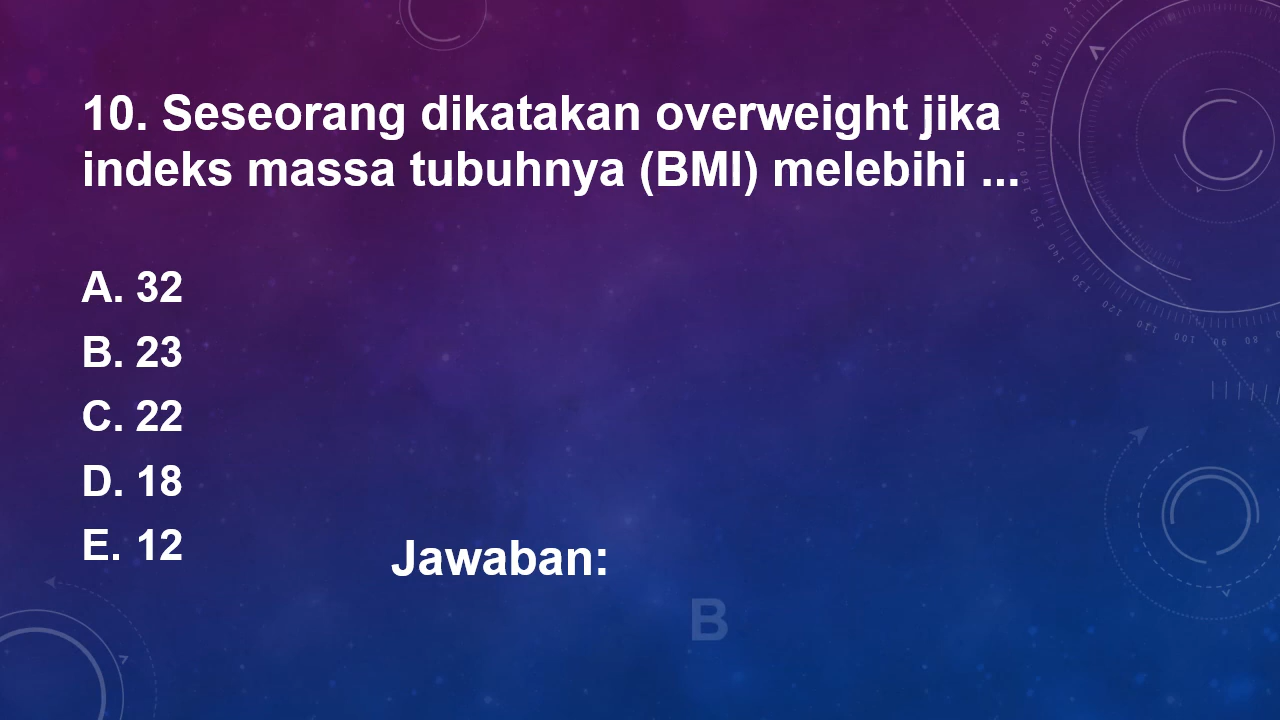 10. Seseorang dikatakan overweight jika
indeks massa tubuhnya (BMI) melebihi ...
A. 32
B. 23
C. 22
D. 18
E. 12
Jawaban:
B